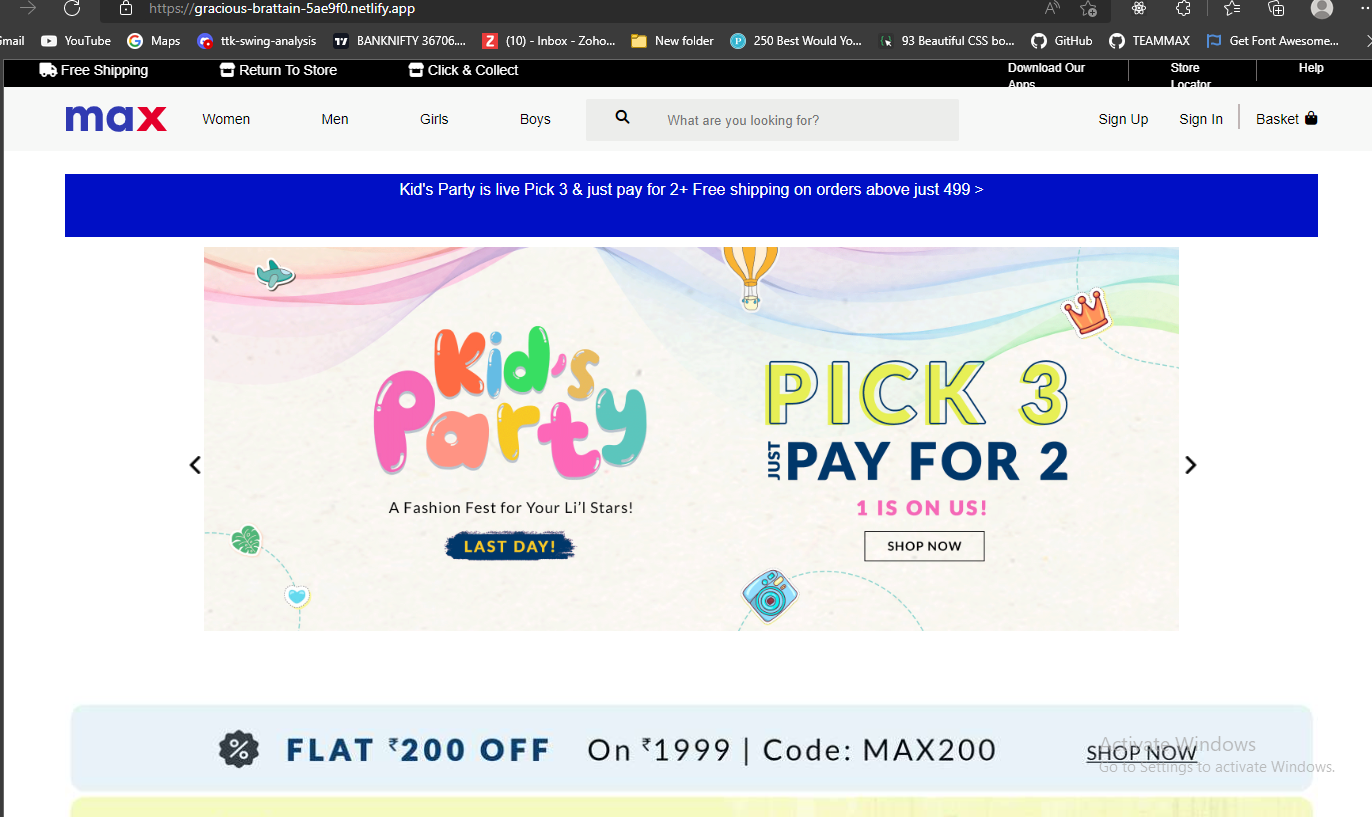 https://gracious-brattain-5ae9f0.netlify.app
Gmail YouTube Maps ttk-swing-analysis BANKNIFTY 36706.... (10) - Inbox - Zoho... New folder 250 Best Would Yo... 93 Beautiful CSS bo... GitHub TEAMMAX Get Font Awesome...
Free Shipping Return To Store Click & Collect Download Our Apps Store Locator Help
max Women Men Girls Boys What are you looking for? Sign Up Sign In Basket
Kid's Party is live Pick 3 & just pay for 2+ Free shipping on orders above just 499 >
Kid's
Party
A Fashion Fest for Your Li'l Stars!
LAST DAY!
PICK 3
JUST PAY FOR 2
1 IS ON US!
SHOP NOW
FLAT ₹200 OFF On ₹1999 | Code: MAX200 SHOP NOW
Activate Windows
Go to Settings to activate Windows.